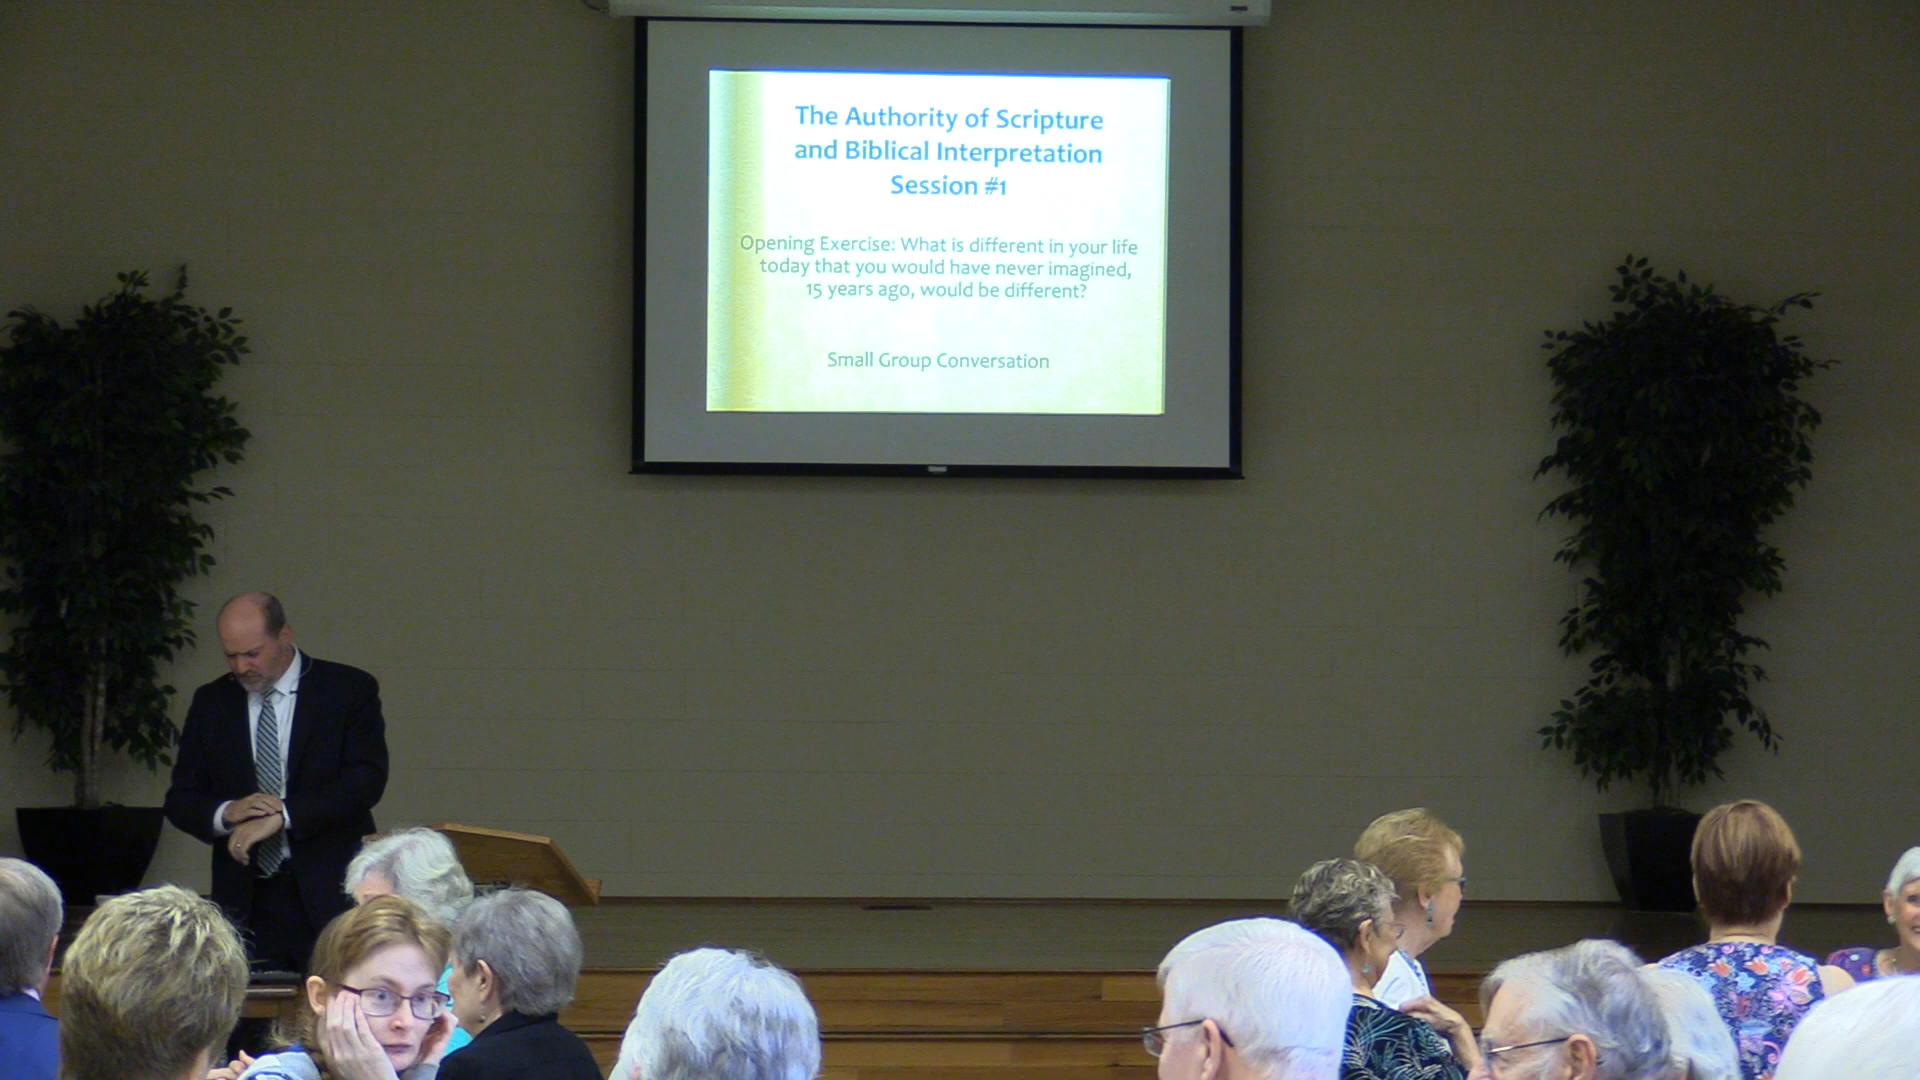 The Authority of Scripture
and Biblical Interpretation
Session #1
Opening Exercise: What is different in your life
today that you would have never imagined,
15 years ago, would be different?
Small Group Conversation